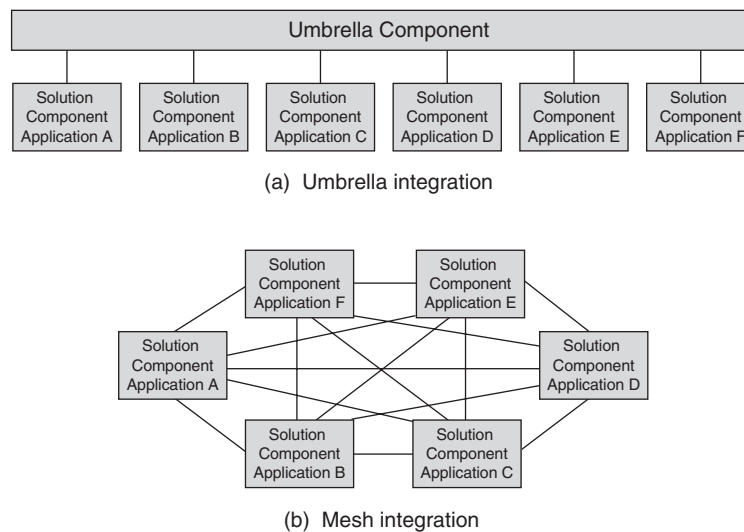 Umbrella Component
Solution
Component
Application A
Solution
Component
Application B
Solution
Component
Application C
Solution
Component
Application D
Solution
Component
Application E
Solution
Component
Application F
(a) Umbrella integration
Solution
Component
Application F
Solution
Component
Application E
Solution
Component
Application A
Solution
Component
Application D
Solution
Component
Application B
Solution
Component
Application C
(b) Mesh integration